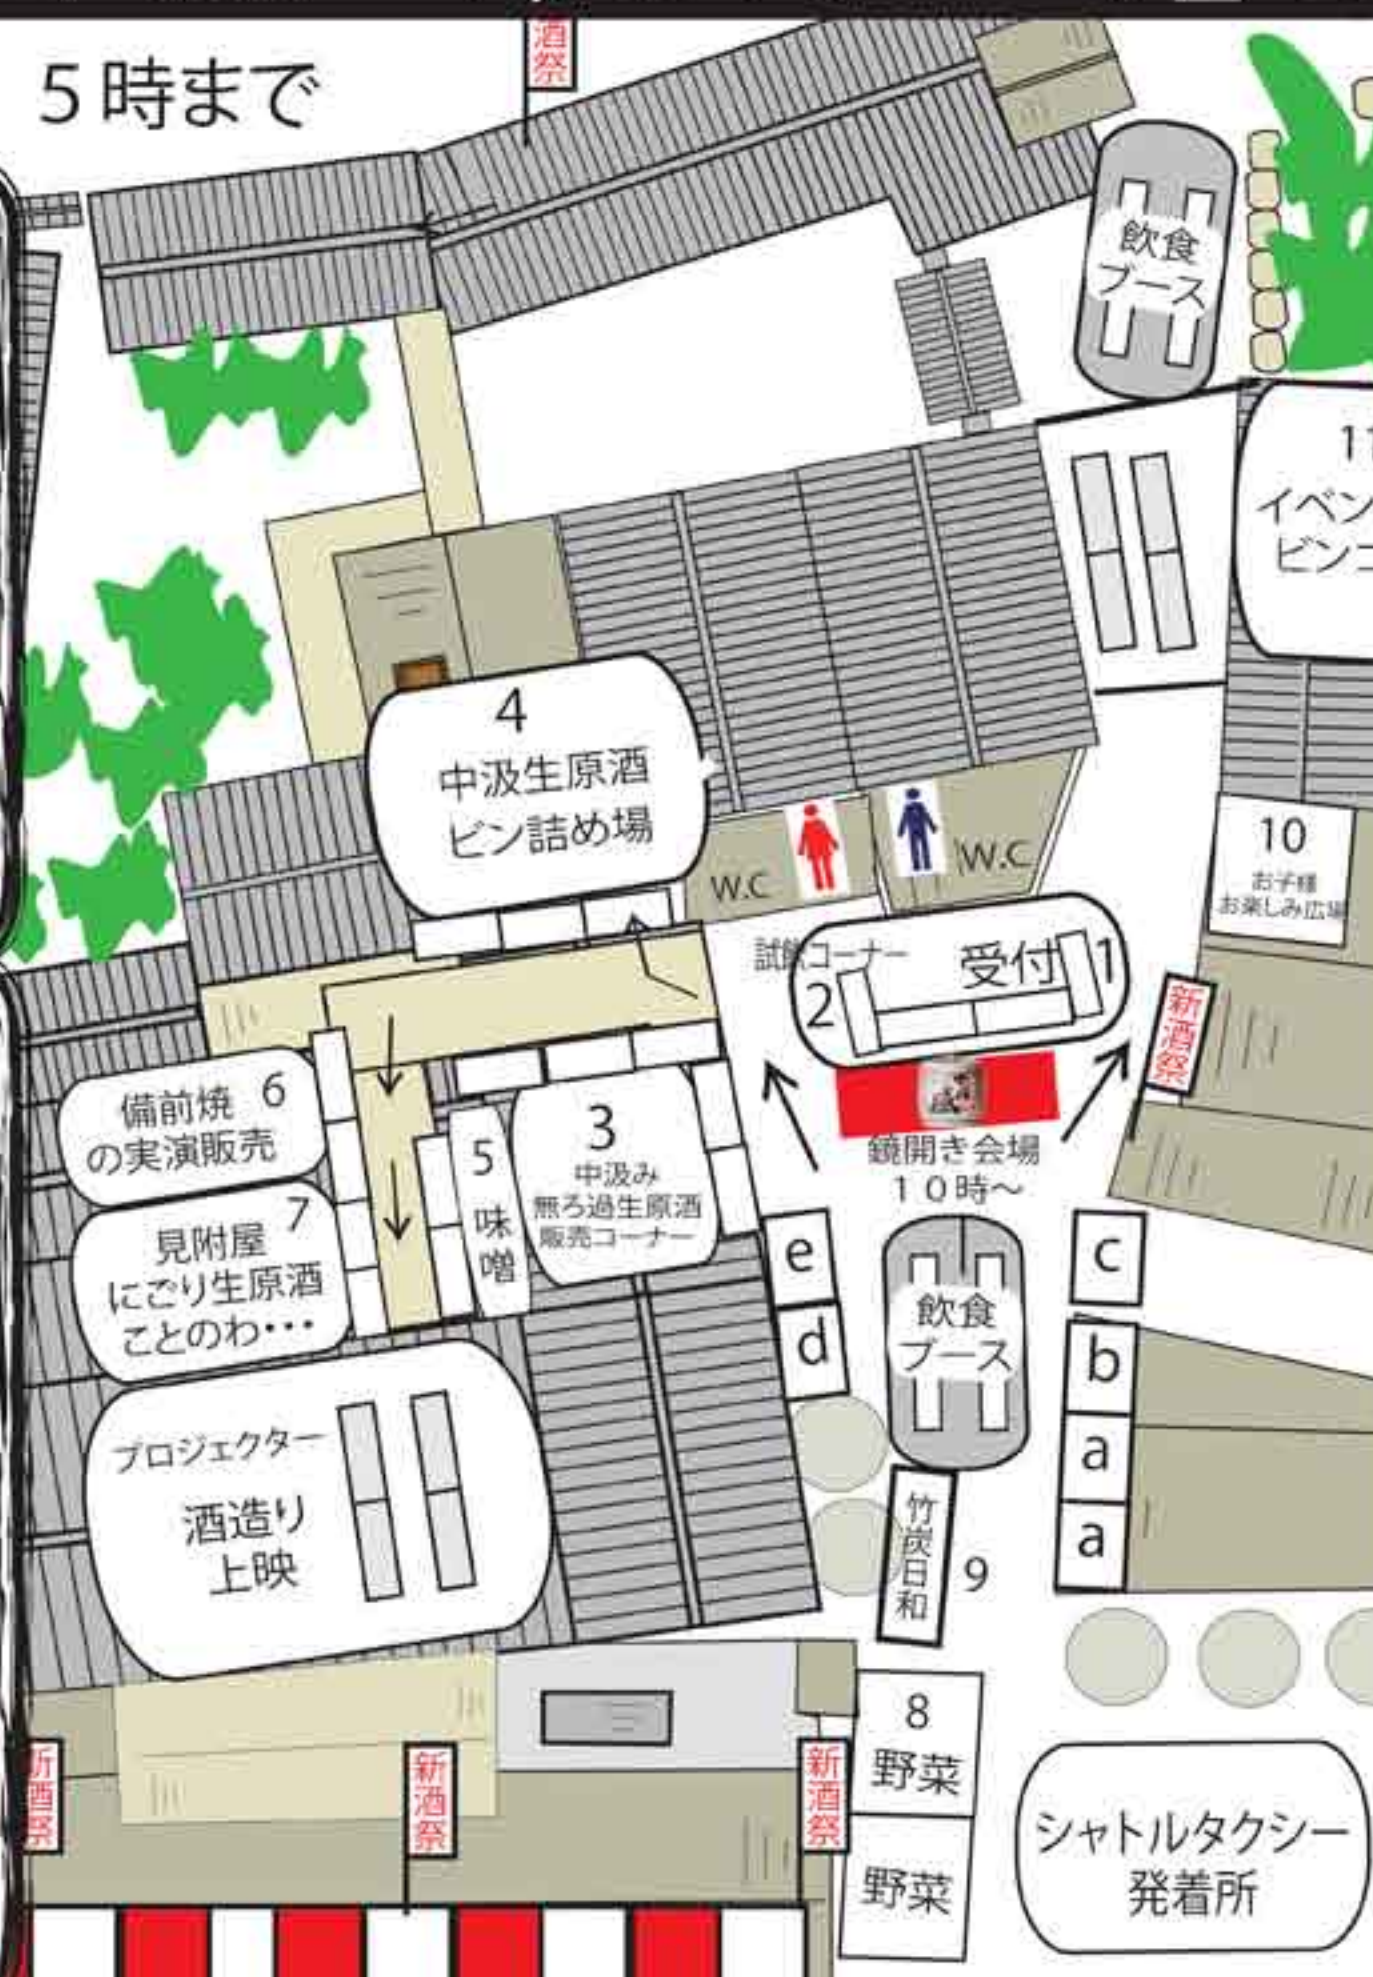 酒祭
5時まで
飲食
ブース
11
イベン
ビンゴ
4
中汲生原酒
ビン詰め場
W.C
W.C
10
お子様
お楽しみ広場
試飲コーナー
受付
1
2
新酒祭
鏡開き会場
10時～
6
備前焼
の実演販売
5
味噌
3
中汲み
無ろ過生原酒
販売コーナー
7
見附屋
にごり生原酒
ことのわ・・・
e
d
c
b
a
a
飲食
ブース
プロジェクター
酒造り
上映
竹炭日和
9
8
野菜
野菜
新酒祭
新酒祭
新酒祭
シャトルタクシー
発着所